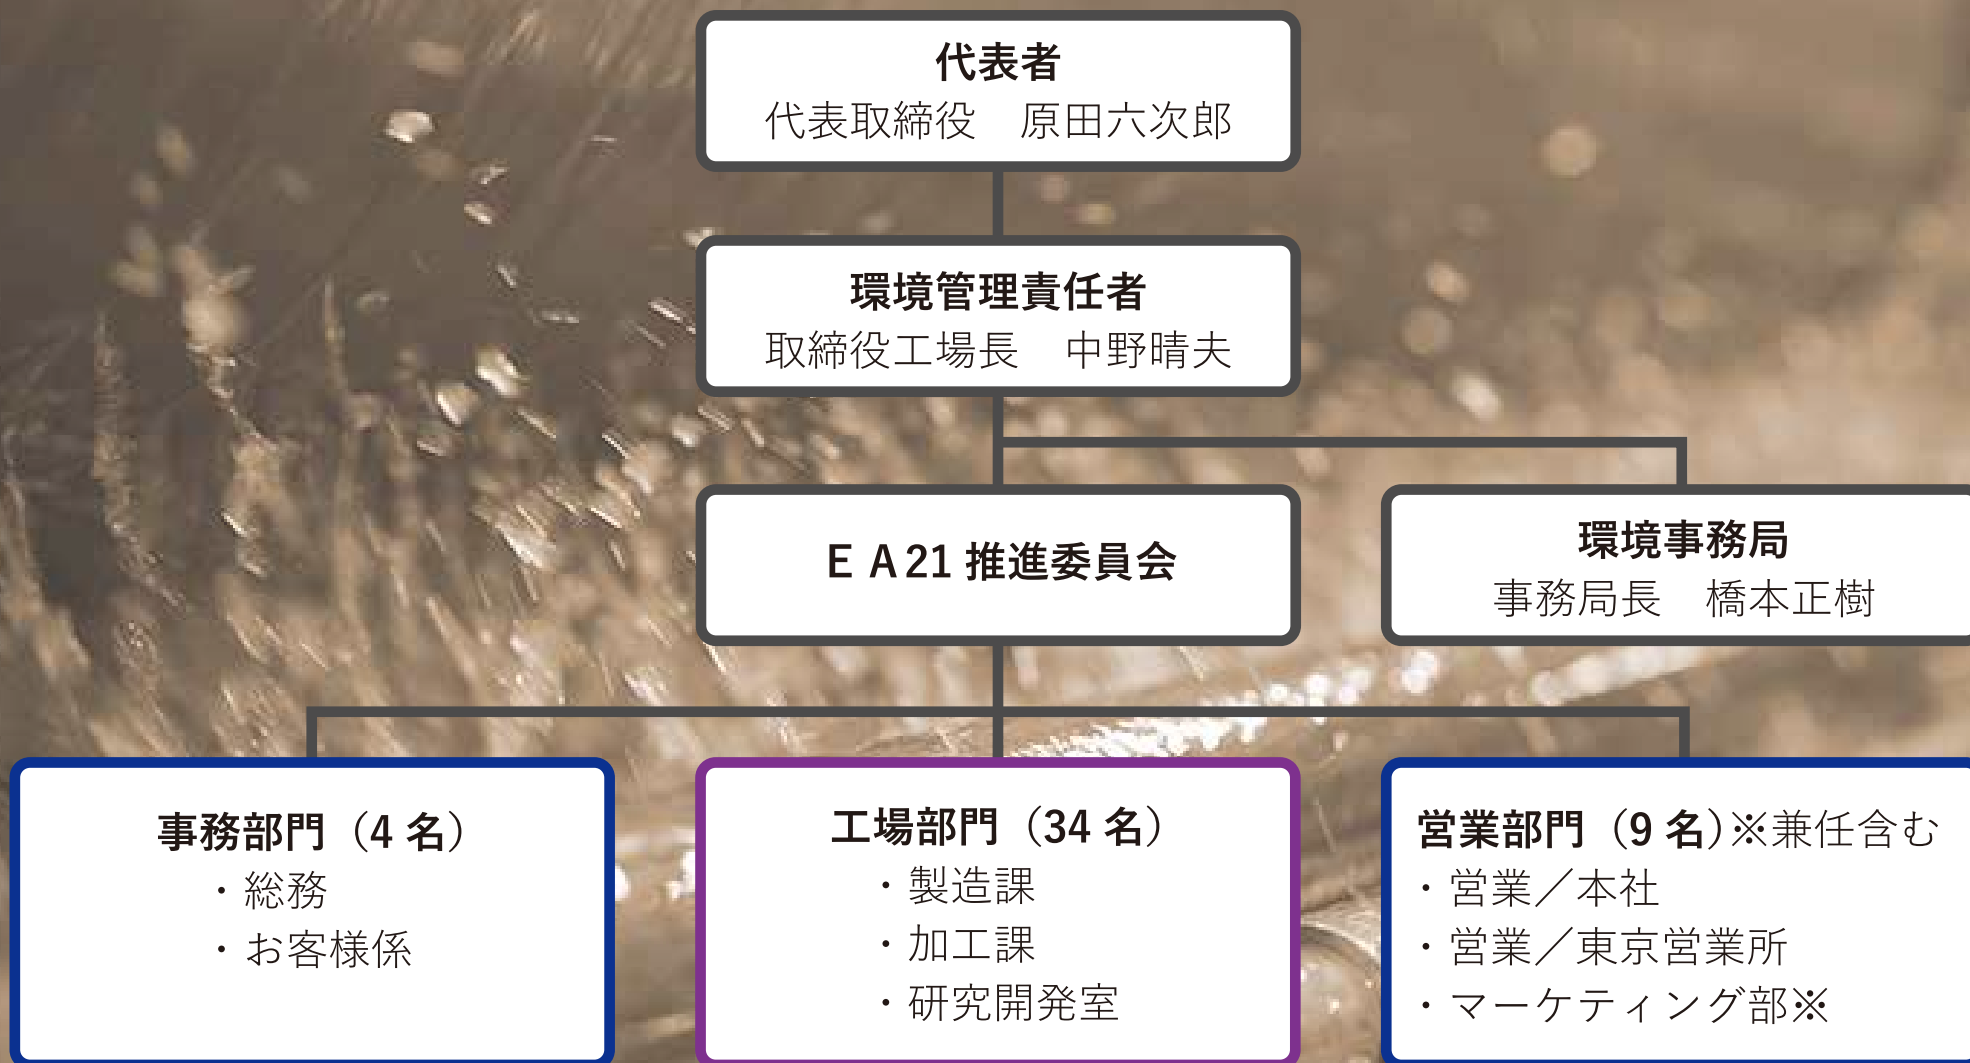 代表者
代表取締役　原田六次郎
環境管理責任者
取締役工場長　中野晴夫
E A21 推進委員会
環境事務局
事務局長　橋本正樹
事務部門（4 名）
・総務
・お客様係
工場部門（34 名）
・製造課
・加工課
・研究開発室
営業部門（9 名）※兼任含む
・営業／本社
・営業／東京営業所
・マーケティング部※